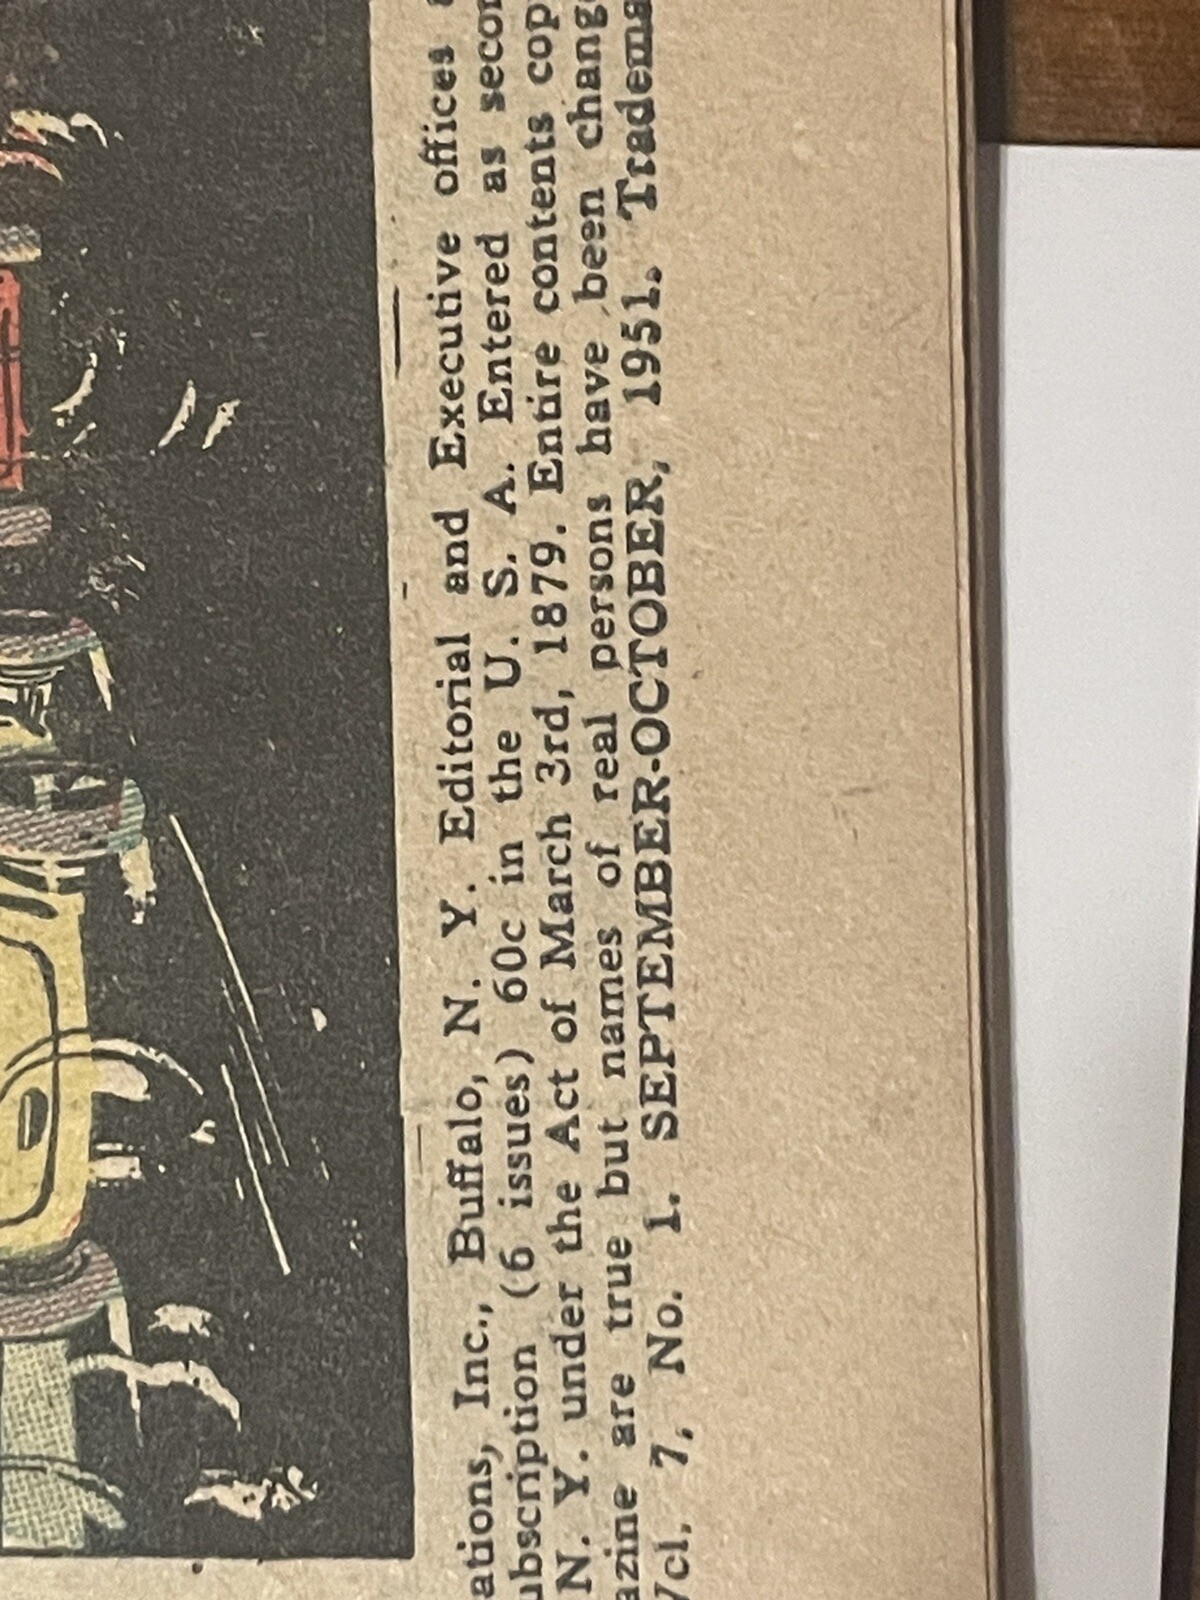 ations, Inc., Buffalo, N. Y. Editorial and Executive offices
ubscription (6 issues) 60c in the U. S. A. Entered as secon
N. Y. under the Act of March 3rd, 1879. Entire contents cop
azine are true but names of real persons have been change
Vol. 7, No. 1. SEPTEMBER-OCTOBER, 1951. Tradema